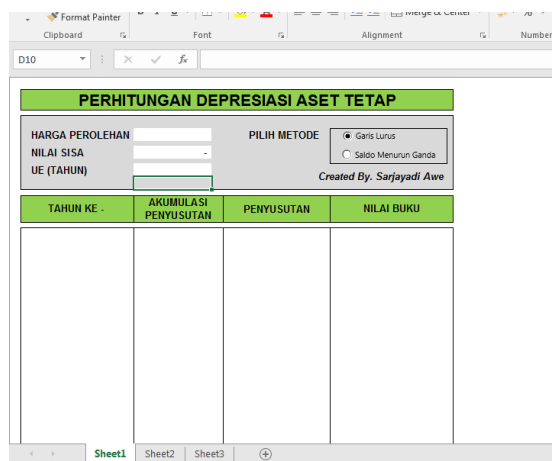 Format Painter
Merge & Center
%
Clipboard
Font
Alignment
Number
D10
fx
PERHITUNGAN DEPRESIASI ASET TETAP
HARGA PEROLEHAN
PILIH METODE
Garis Lurus
NILAI SISA
-
Saldo Menurun Ganda
UE (TAHUN)
Created By. Sarjayadi Awe
TAHUN KE -
AKUMULASI
PENYUSUTAN
PENYUSUTAN
NILAI BUKU
Sheet1
Sheet2
Sheet3